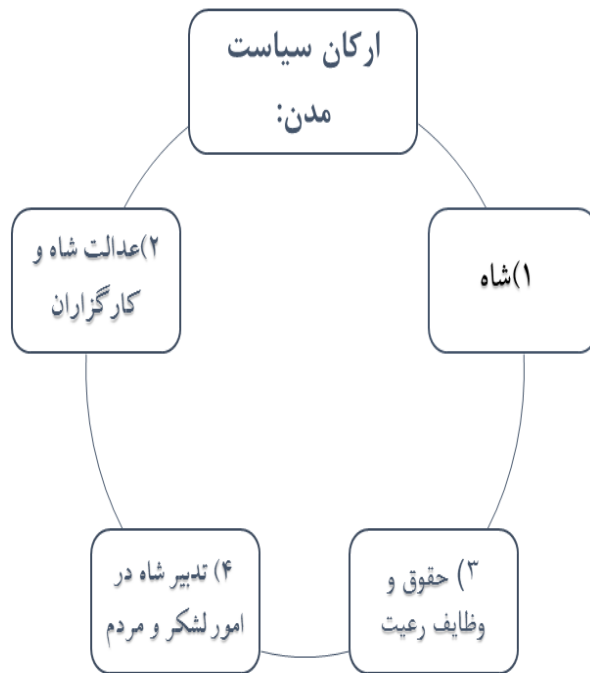 ارکان سیاست
مدن:
۱)شاه
۲)عدالت شاه و
کارگزاران
۳) حقوق و
وظایف رعیت
۴) تدبیر شاه در
امور لشکر و مردم